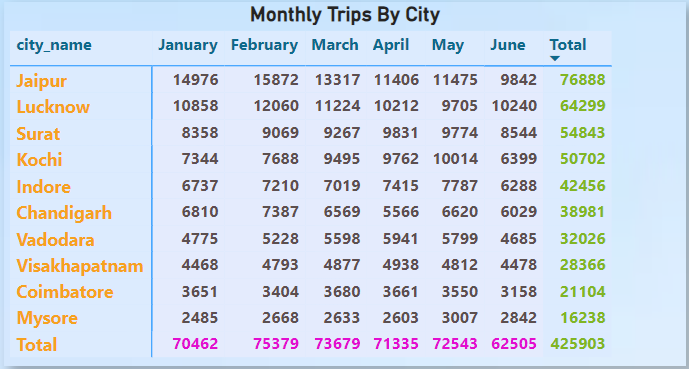 Monthly Trips By City
city_name January February March April May June Total
Jaipur 14976 15872 13317 11406 11475 9842 76888
Lucknow 10858 12060 11224 10212 9705 10240 64299
Surat 8358 9069 9267 9831 9774 8544 54843
Kochi 7344 7688 9495 9762 10014 6399 50702
Indore 6737 7210 7019 7415 7787 6288 42456
Chandigarh 6810 7387 6569 5566 6620 6029 38981
Vadodara 4775 5228 5598 5941 5799 4685 32026
Visakhapatnam 4468 4793 4877 4938 4812 4478 28366
Coimbatore 3651 3404 3680 3661 3550 3158 21104
Mysore 2485 2668 2633 2603 3007 2842 16238
Total 70462 75379 73679 71335 72543 62505 425903